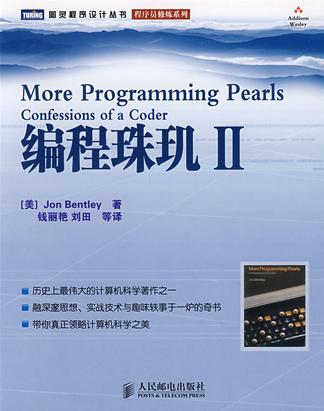 TURING 图灵程序设计丛书 程序员修炼系列
Addison
Wesley
More Programming Pearls
Confessions of a Coder
编程珠玑 II
[美] Jon Bentley 著
钱丽艳 刘田 等译
历史上最伟大的计算机科学著作之一
融深邃思想、实战技术与趣味轶事于一炉的奇书
带你真正领略计算机科学之美
More Programming Pearls
Jon Bentley
人民邮电出版社
POSTS & TELECOM PRESS